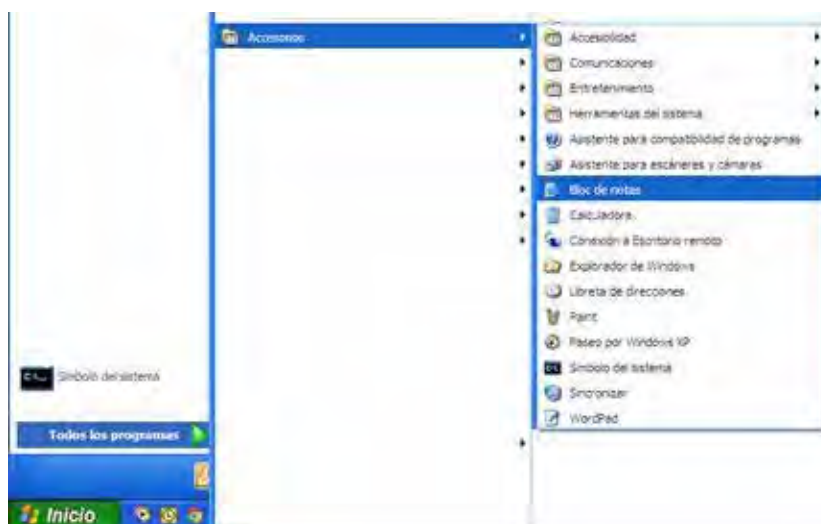 Accesorios
Accesibilidad
Comunicaciones
Entretenimiento
Herramientas del sistema
Asistente para compatibilidad de programas
Asistente para escáneres y cámaras
Bloc de notas
Calculadora
Conexión a Escritorio remoto
Explorador de Windows
Libreta de direcciones
Paint
Paseo por Windows XP
Símbolo del sistema
Sincronizar
WordPad
Símbolo del sistema
Todos los programas
Inicio